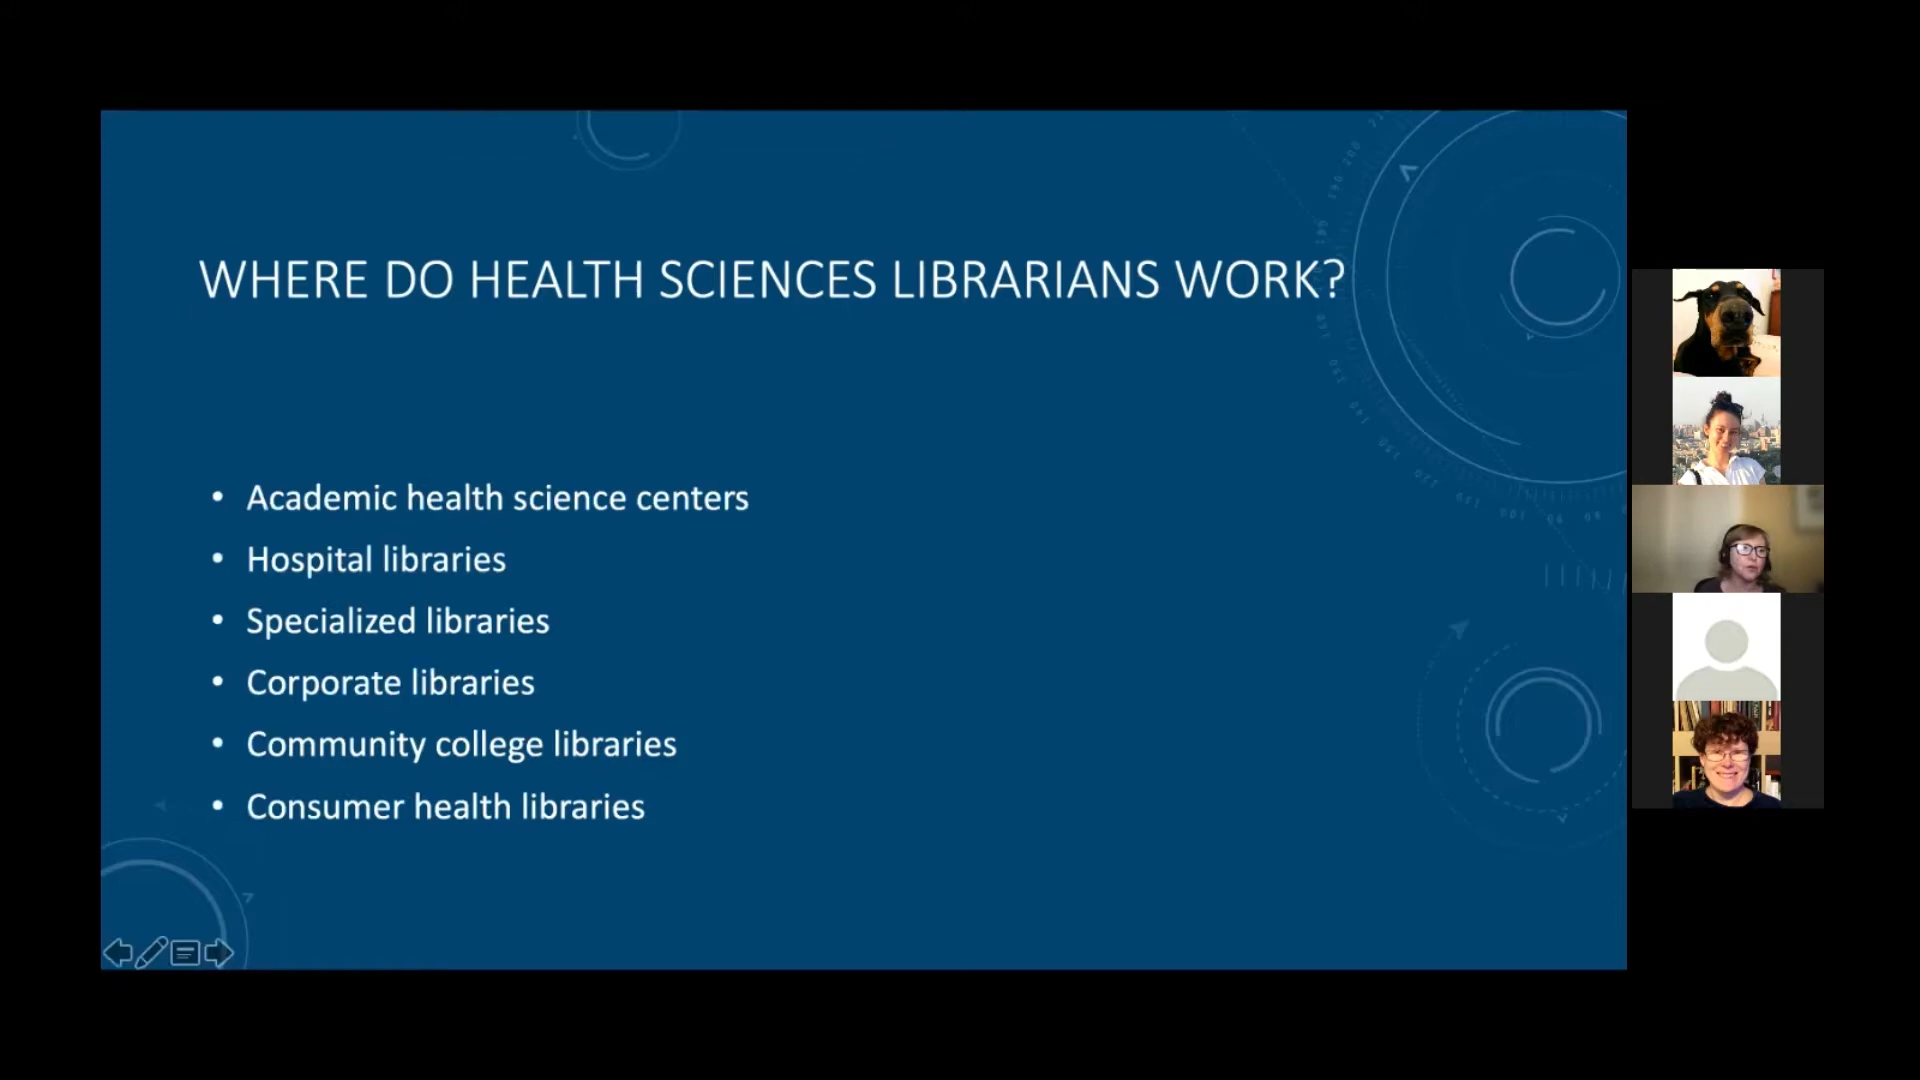 WHERE DO HEALTH SCIENCES LIBRARIANS WORK?
• Academic health science centers
• Hospital libraries
• Specialized libraries
• Corporate libraries
• Community college libraries
• Consumer health libraries